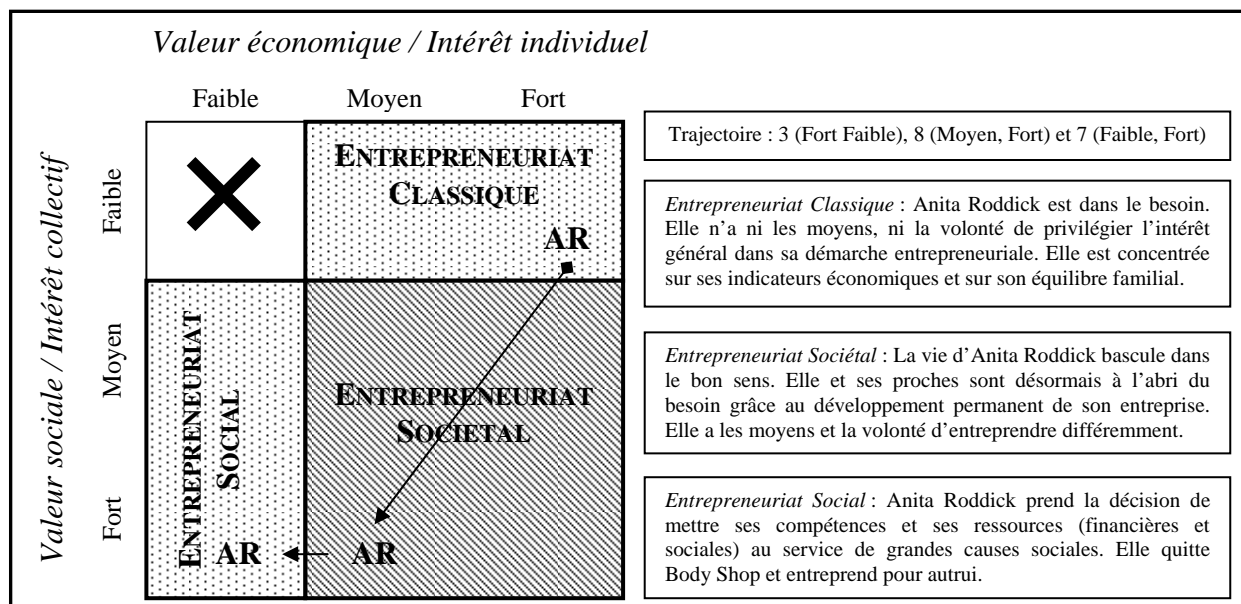 Valeur économique / Intérêt individuel
Faible Moyen Fort
Valeur sociale / Intérêt collectif
Faible
Moyen
Fort
ENTREPRENEURIAT
CLASSIQUE
AR
ENTREPRENEURIAT
SOCIAL
ENTREPRENEURIAT
SOCIETAL
AR
AR
Trajectoire : 3 (Fort Faible), 8 (Moyen, Fort) et 7 (Faible, Fort)
Entrepreneuriat Classique : Anita Roddick est dans le besoin.
Elle n’a ni les moyens, ni la volonté de privilégier l’intérêt
général dans sa démarche entrepreneuriale. Elle est concentrée
sur ses indicateurs économiques et sur son équilibre familial.
Entrepreneuriat Sociétal : La vie d’Anita Roddick bascule dans
le bon sens. Elle et ses proches sont désormais à l’abri du
besoin grâce au développement permanent de son entreprise.
Elle a les moyens et la volonté d’entreprendre différemment.
Entrepreneuriat Social : Anita Roddick prend la décision de
mettre ses compétences et ses ressources (financières et
sociales) au service de grandes causes sociales. Elle quitte
Body Shop et entreprend pour autrui.